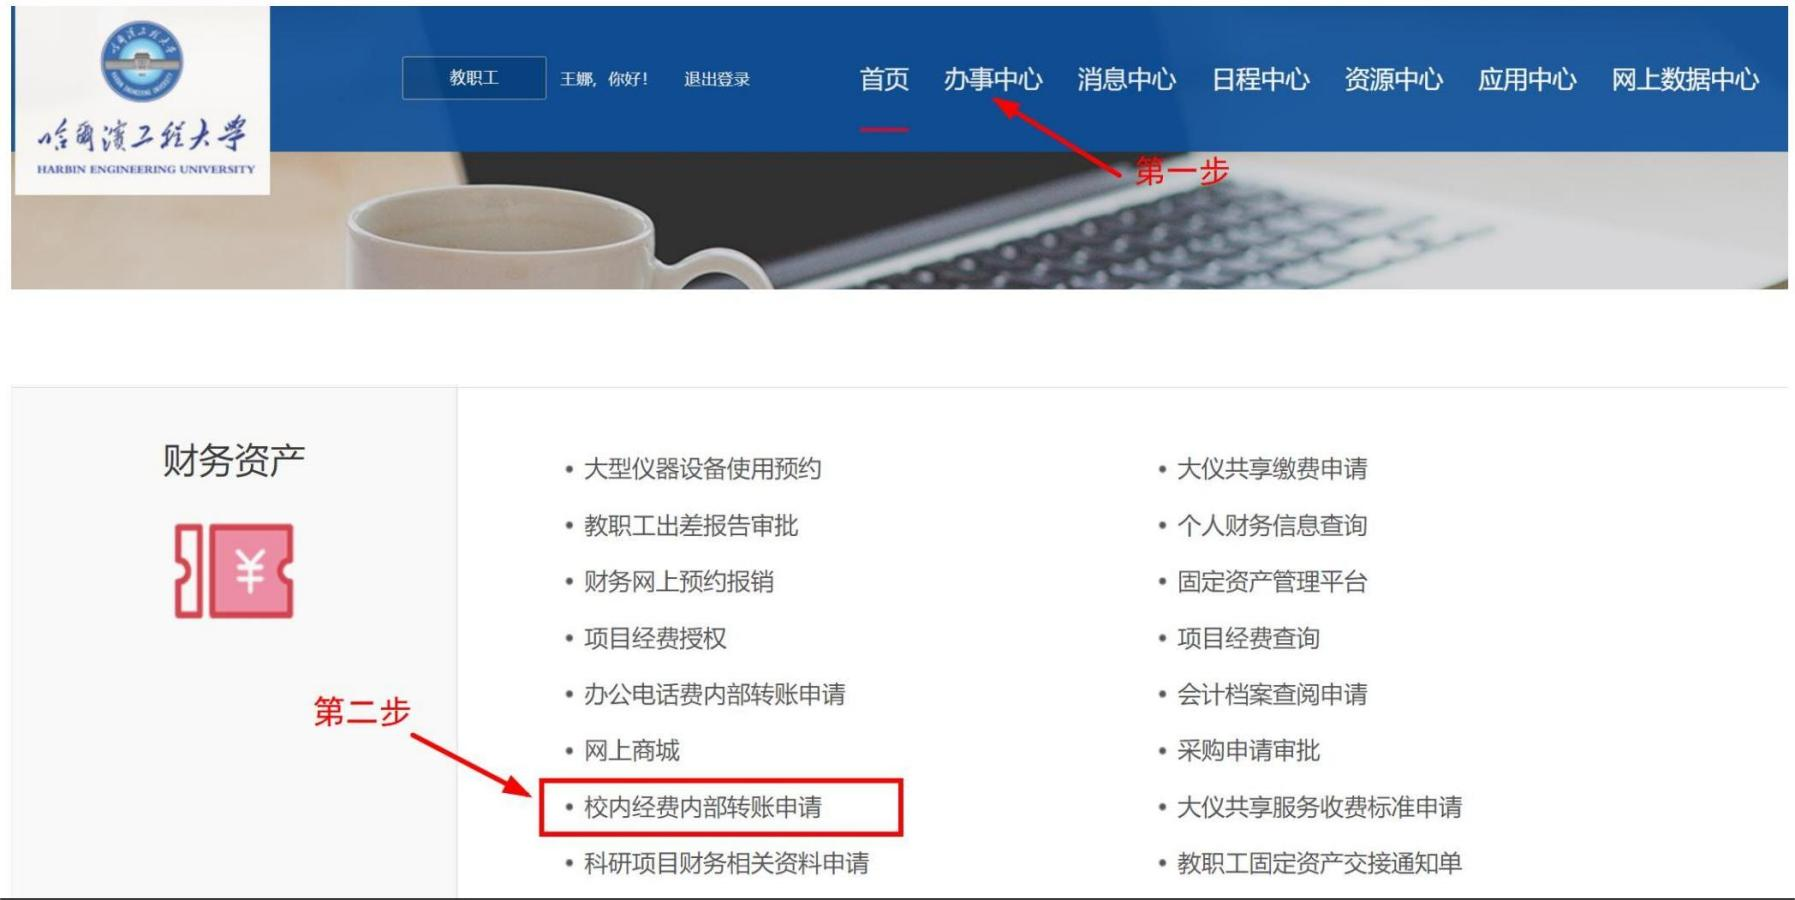 哈尔滨工程大学
HARBIN ENGINEERING UNIVERSITY
教职工 王娜，你好！ 退出登录 首页 办事中心 消息中心 日程中心 资源中心 应用中心 网上数据中心
第一步
财务资产
• 大型仪器设备使用预约 • 大仪共享缴费申请
• 教职工出差报告审批 • 个人财务信息查询
• 财务网上预约报销 • 固定资产管理平台
• 项目经费授权 • 项目经费查询
• 办公电话费内部转账申请 • 会计档案查阅申请
第二步
• 网上商城 • 采购申请审批
• 校内经费内部转账申请 • 大仪共享服务收费标准申请
• 科研项目财务相关资料申请 • 教职工固定资产交接通知单
¥